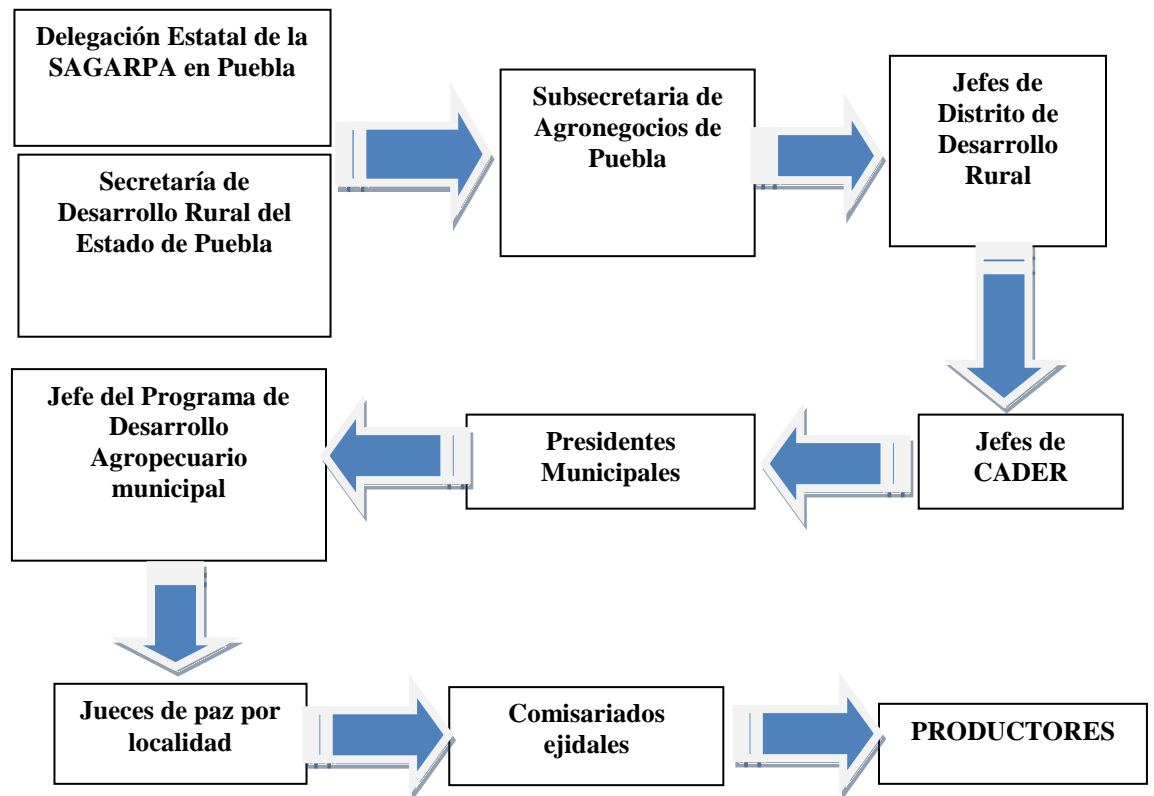 Delegación Estatal de la
SAGARPA en Puebla
Secretaría de
Desarrollo Rural del
Estado de Puebla
Subsecretaria de
Agronegocios de
Puebla
Jefes de
Distrito de
Desarrollo
Rural
Jefes de
CADER
Presidentes
Municipales
Jefe del Programa de
Desarrollo
Agropecuario
municipal
Jueces de paz por
localidad
Comisariados
ejidales
PRODUCTORES